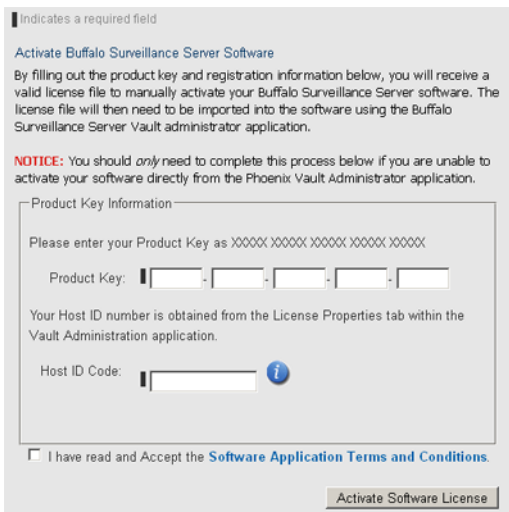 Indicates a required field
Activate Buffalo Surveillance Server Software
By filling out the product key and registration information below, you will receive a
valid license file to manually activate your Buffalo Surveillance Server software. The
license file will then need to be imported into the software using the Buffalo
Surveillance Server Vault administrator application.
NOTICE: You should only need to complete this process below if you are unable to
activate your software directly from the Phoenix Vault Administrator application.
Product Key Information
Please enter your Product Key as XXXXX XXXXX XXXXX XXXXX XXXXX
Product Key: - - - -
Your Host ID number is obtained from the License Properties tab within the
Vault Administration application.
Host ID Code: i
I have read and Accept the Software Application Terms and Conditions.
Activate Software License